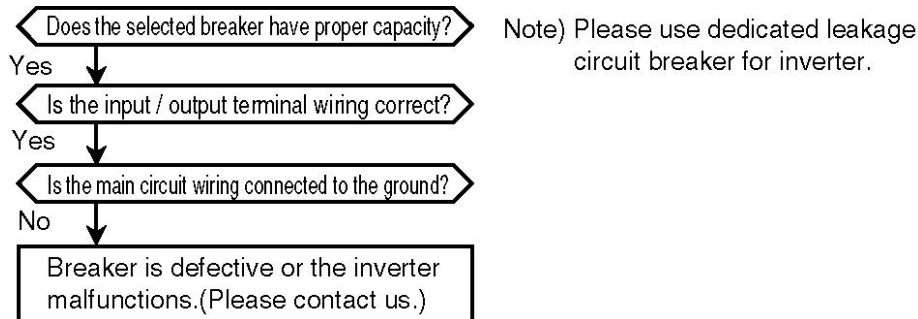 Does the selected breaker have proper capacity?
Note) Please use dedicated leakage
circuit breaker for inverter.
Yes
Is the input / output terminal wiring correct?
Yes
Is the main circuit wiring connected to the ground?
No
Breaker is defective or the inverter
malfunctions.(Please contact us.)